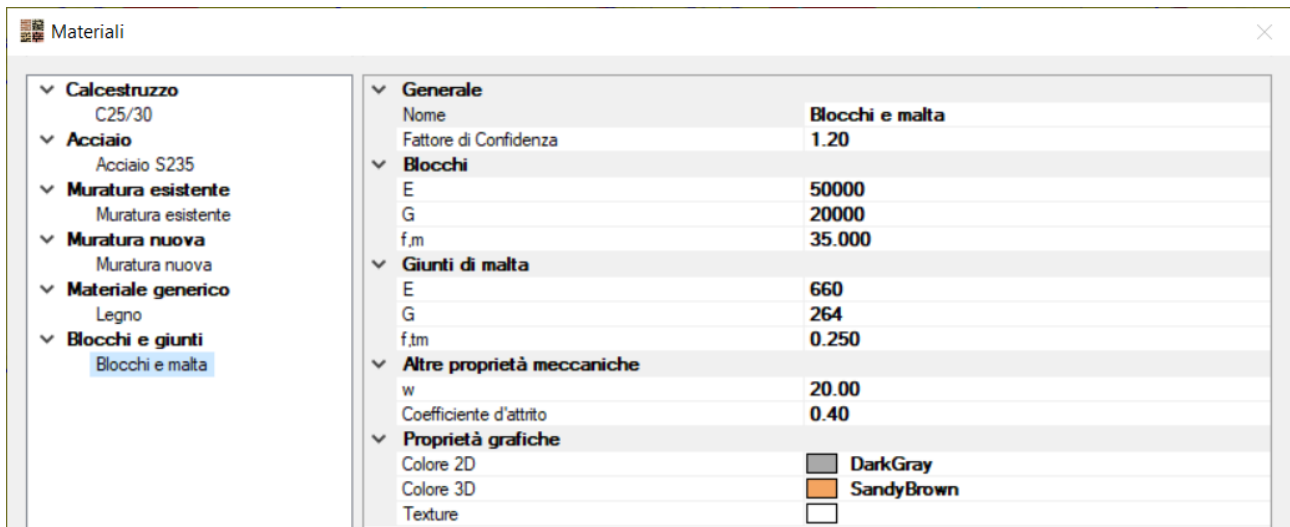 Materiali
Calcestruzzo
C25/30
Acciaio
Acciaio S235
Muratura esistente
Muratura esistente
Muratura nuova
Muratura nuova
Materiale generico
Legno
Blocchi e giunti
Blocchi e malta
Generale
Nome Blocchi e malta
Fattore di Confidenza 1.20
Blocchi
E 50000
G 20000
f,m 35.000
Giunti di malta
E 660
G 264
f,tm 0.250
Altre proprietà meccaniche
w 20.00
Coefficiente d'attrito 0.40
Proprietà grafiche
Colore 2D DarkGray
Colore 3D SandyBrown
Texture